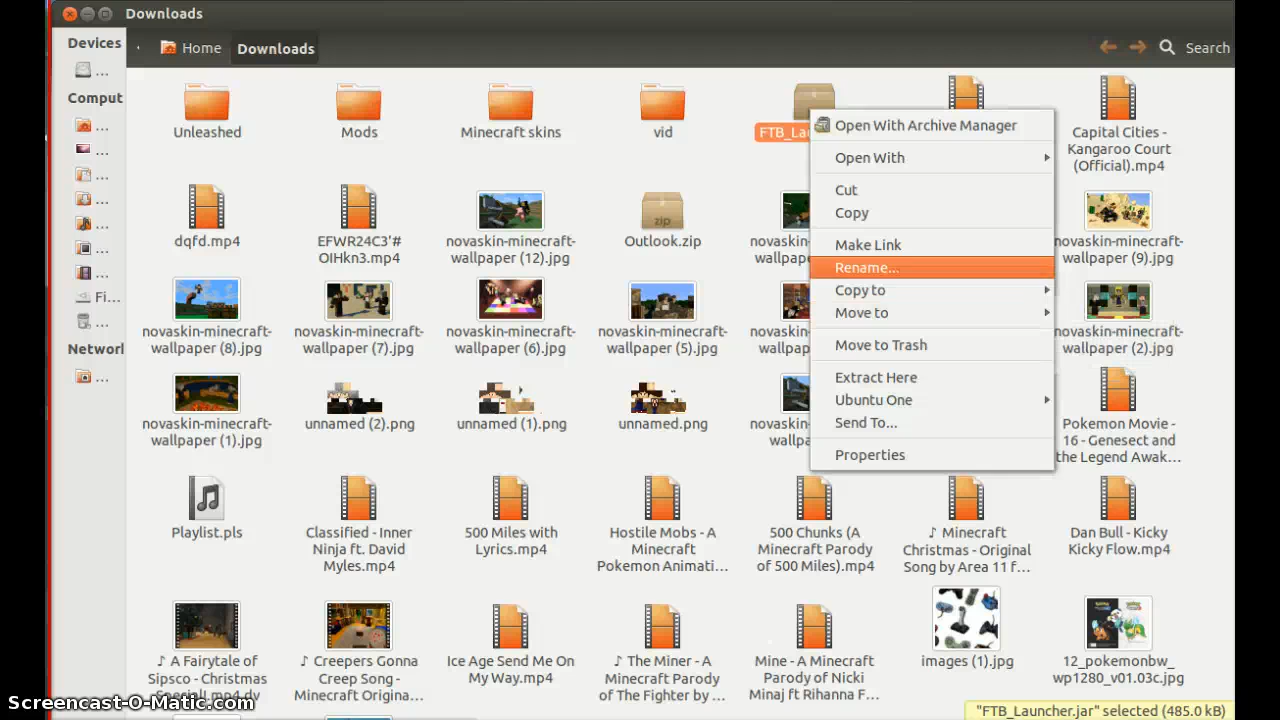 Downloads
Devices
Home
Downloads
Search
...
Comput
...
...
...
...
...
...
...
Fi...
...
Networl
...
Unleashed
Mods
Minecraft skins
vid
FTB_La
Capital Cities -
Kangaroo Court
(Official).mp4
Open With Archive Manager
Open With
Cut
Copy
Make Link
Rename...
Copy to
Move to
Move to Trash
Extract Here
Ubuntu One
Send To...
Properties
dqfd.mp4
EFWR24C3'#
OIHkn3.mp4
novaskin-minecraft-
wallpaper (12).jpg
zip
Outlook.zip
novask
wallpap
novaskin-minecraft-
wallpaper (9).jpg
novaskin-minecraft-
wallpaper (8).jpg
novaskin-minecraft-
wallpaper (7).jpg
novaskin-minecraft-
wallpaper (6).jpg
novaskin-minecraft-
wallpaper (5).jpg
novask
wallpap
novaskin-minecraft-
wallpaper (2).jpg
novaskin-minecraft-
wallpaper (1).jpg
unnamed (2).png
unnamed (1).png
unnamed.png
novask
wallpa
Pokemon Movie -
16 - Genesect and
the Legend Awak...
Playlist.pls
Classified - Inner
Ninja ft. David
Myles.mp4
500 Miles with
Lyrics.mp4
Hostile Mobs - A
Minecraft
Pokemon Animati...
500 Chunks (A
Minecraft Parody
of 500 Miles).mp4
♪ Minecraft
Christmas - Original
Song by Area 11 f...
Dan Bull - Kicky
Kicky Flow.mp4
♪ A Fairytale of
Sipsco - Christmas
♪ Creepers Gonna
Creep Song -
Minecraft Origina...
Ice Age Send Me On
My Way.mp4
♪ The Miner - A
Minecraft Parody
of The Fighter by ...
Mine - A Minecraft
Parody of Nicki
Minaj ft Rihanna F...
images (1).jpg
12_pokemonbw_
wp1280_v01.03c.jpg
Screencast-O-Matic.com
"FTB_Launcher.jar" selected (485.0 kB)